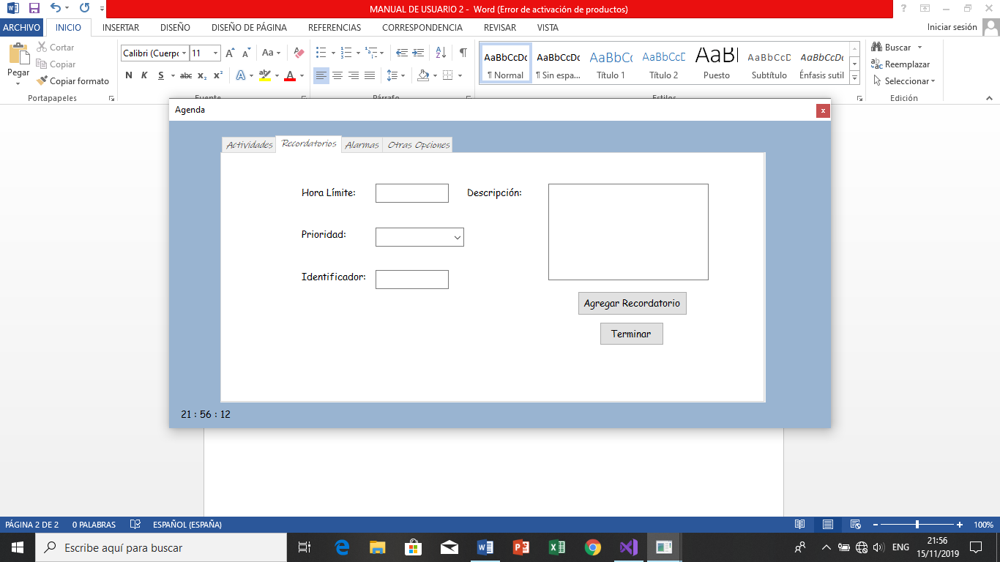 MANUAL DE USUARIO 2 - Word (Error de activación de productos)
ARCHIVO INICIO INSERTAR DISEÑO DISEÑO DE PÁGINA REFERENCIAS CORRESPONDENCIA REVISAR VISTA Iniciar sesión
Pegar
Cortar
Copiar
Copiar formato
Portapapeles
Calibri (Cuerpo 11
Aa
N K S abc x₂ x²
Fuente
Párrafo
AaBbCcDc AaBbCcDc AaBbCc AaBbCcD AaB AaBbCcD AaBbCcDc
¶ Normal ¶ Sin espa... Título 1 Título 2 Puesto Subtítulo Énfasis sutil
Estilos
Buscar
Reemplazar
Seleccionar
Edición
Agenda
Actividades Recordatorios Alarmas Otras Opciones
Hora Límite: Descripción:
Prioridad:
Identificador:
Agregar Recordatorio
Terminar
21 : 56 : 12
PÁGINA 2 DE 2 0 PALABRAS ESPAÑOL (ESPAÑA) 100%
Escribe aquí para buscar
ENG
21:56
15/11/2019